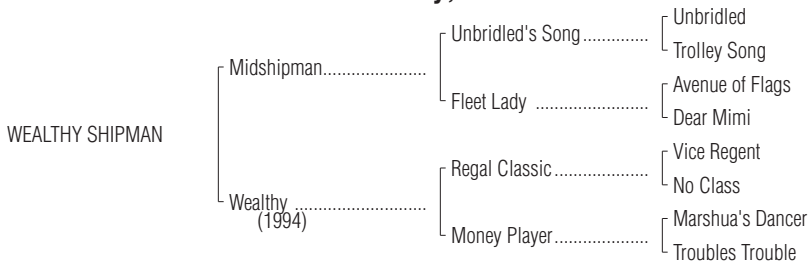 Unbridled
Unbridled's Song..............
Trolley Song
Midshipman......................
Avenue of Flags
Fleet Lady ........................
Dear Mimi
WEALTHY SHIPMAN
Vice Regent
Regal Classic....................
No Class
Wealthy ............................
(1994)
Marshua's Dancer
Money Player....................
Troubles Trouble